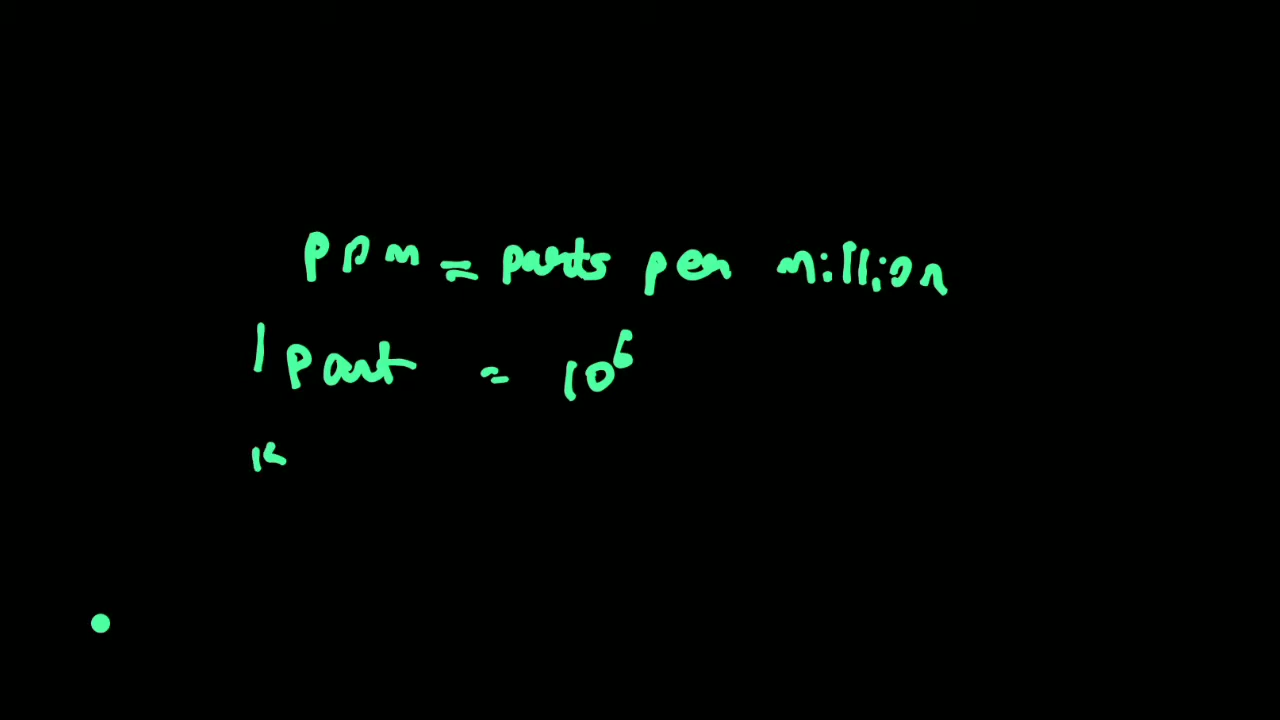 ppm = parts per million
1 part = 10⁶